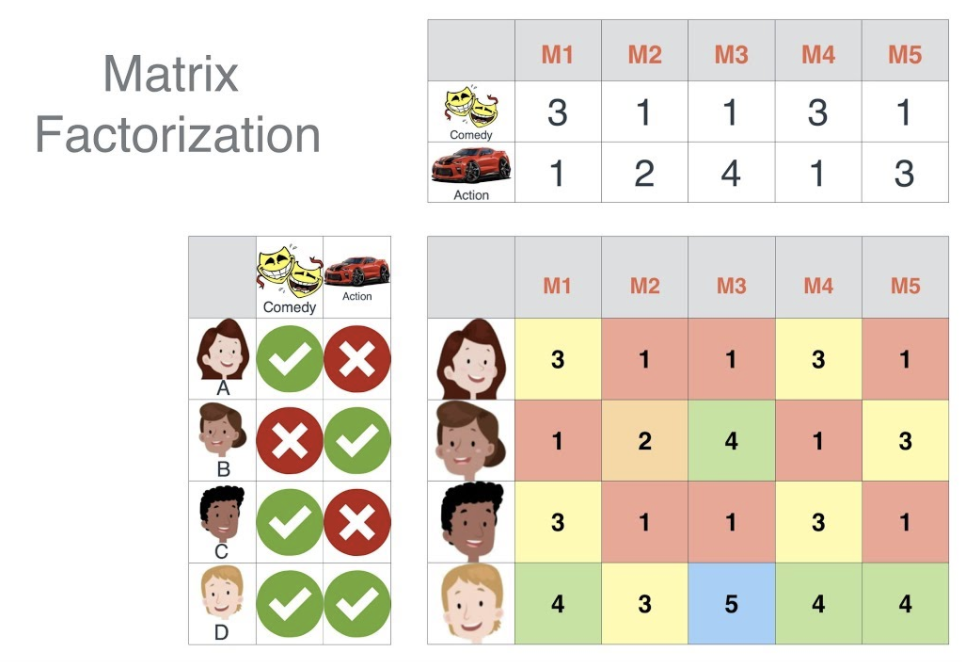 Matrix
Factorization
M1 M2 M3 M4 M5
Comedy 3 1 1 3 1
Action 1 2 4 1 3
Comedy Action
A
B
C
D
M1 M2 M3 M4 M5
3 1 1 3 1
1 2 4 1 3
3 1 1 3 1
4 3 5 4 4